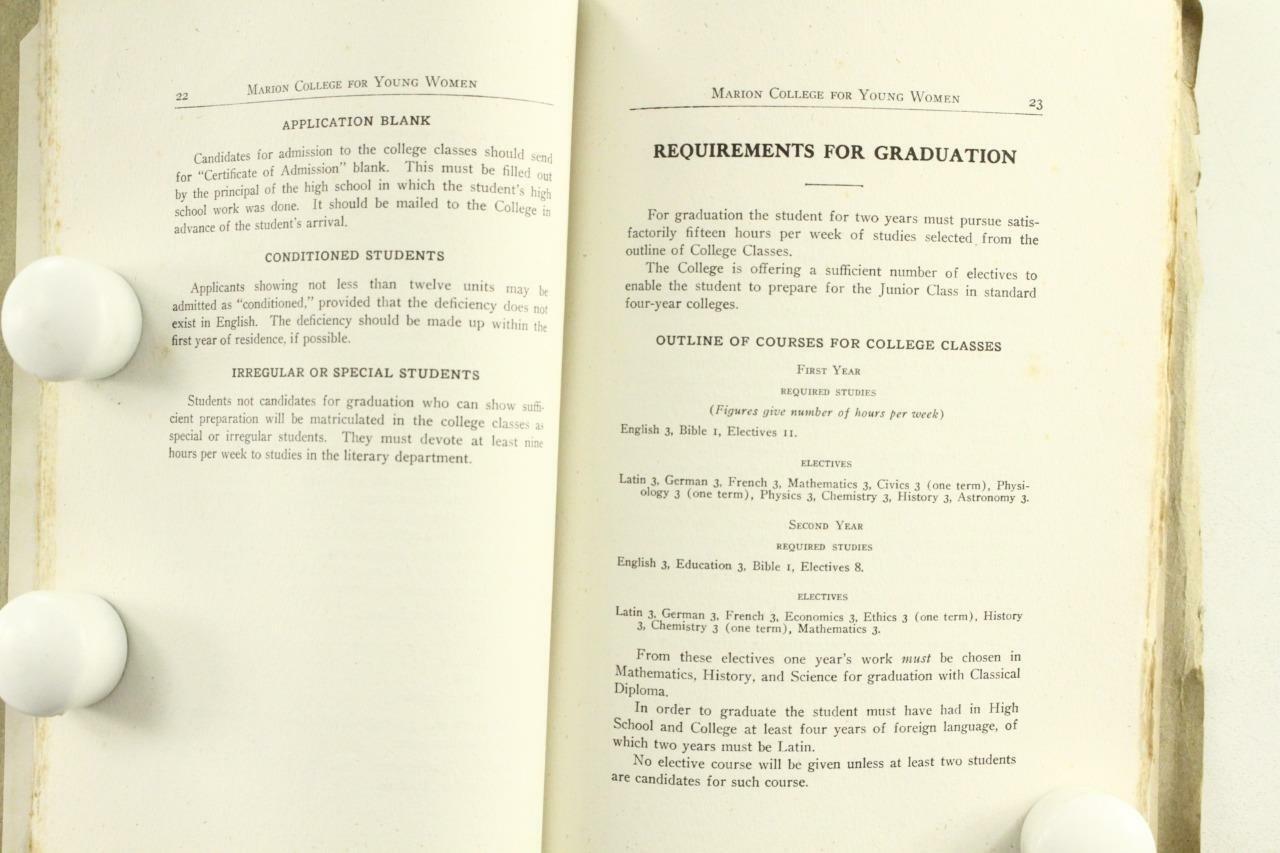 22
Marion College for Young Women
APPLICATION BLANK
Candidates for admission to the college classes should send
for “Certificate of Admission” blank. This must be filled out
by the principal of the high school in which the student’s high
school work was done. It should be mailed to the College in
advance of the student’s arrival.
CONDITIONED STUDENTS
Applicants showing not less than twelve units may be
admitted as “conditioned,” provided that the deficiency does not
exist in English. The deficiency should be made up within the
first year of residence, if possible.
IRREGULAR OR SPECIAL STUDENTS
Students not candidates for graduation who can show suffi-
cient preparation will be matriculated in the college classes as
special or irregular students. They must devote at least nine
hours per week to studies in the literary department.
Marion College for Young Women
23
REQUIREMENTS FOR GRADUATION
For graduation the student for two years must pursue satis-
factorily fifteen hours per week of studies selected from the
outline of College Classes.
The College is offering a sufficient number of electives to
enable the student to prepare for the Junior Class in standard
four-year colleges.
OUTLINE OF COURSES FOR COLLEGE CLASSES
First Year
REQUIRED STUDIES
(Figures give number of hours per week)
English 3, Bible 1, Electives 11.
ELECTIVES
Latin 3, German 3, French 3, Mathematics 3, Civics 3 (one term), Physi-
ology 3 (one term), Physics 3, Chemistry 3, History 3, Astronomy 3.
Second Year
REQUIRED STUDIES
English 3, Education 3, Bible 1, Electives 8.
ELECTIVES
Latin 3, German 3, French 3, Economics 3, Ethics 3 (one term), History
3, Chemistry 3 (one term), Mathematics 3.
From these electives one year’s work must be chosen in
Mathematics, History, and Science for graduation with Classical
Diploma.
In order to graduate the student must have had in High
School and College at least four years of foreign language, of
which two years must be Latin.
No elective course will be given unless at least two students
are candidates for such course.